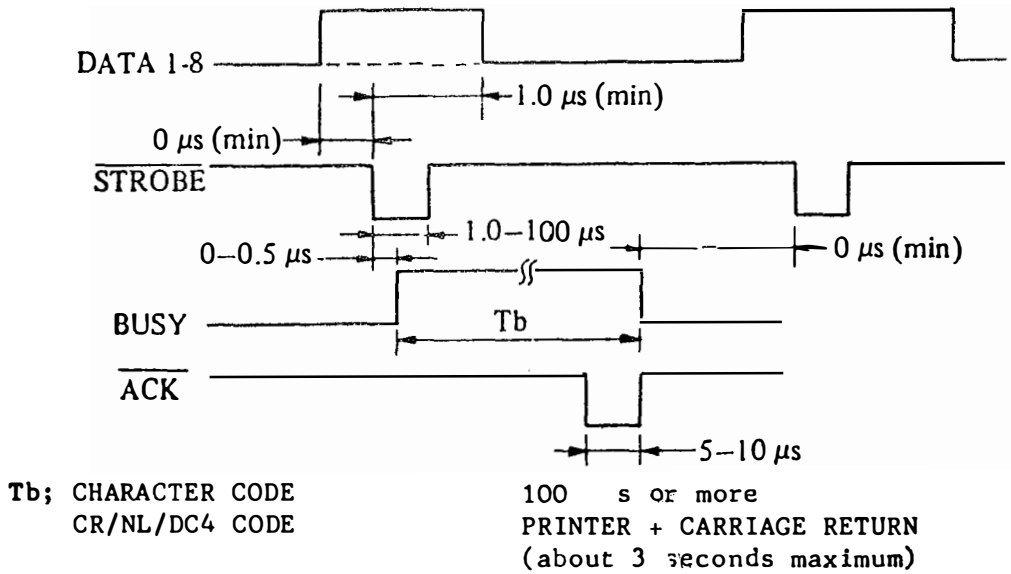 DATA 1-8
1.0 µs (min)
0 µs (min)
STROBE
1.0–100 µs
0–0.5 µs
0 µs (min)
BUSY
Tb
ACK
5–10 µs
Tb; CHARACTER CODE 100 s or more
CR/NL/DC4 CODE PRINTER + CARRIAGE RETURN
(about 3 seconds maximum)